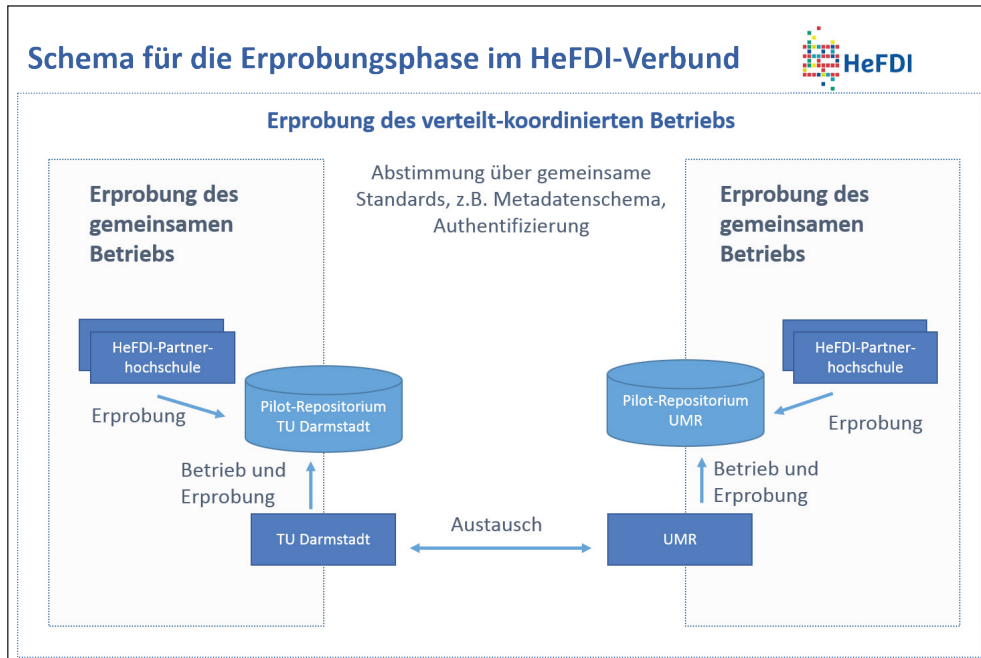 Schema für die Erprobungsphase im HeFDI-Verbund
HeFDI
Erprobung des verteilt-koordinierten Betriebs
Erprobung des
gemeinsamen
Betriebs
Abstimmung über gemeinsame
Standards, z.B. Metadatenschema,
Authentifizierung
Erprobung des
gemeinsamen
Betriebs
HeFDI-Partner-
hochschule
Erprobung
Pilot-Repositorium
TU Darmstadt
Betrieb und
Erprobung
TU Darmstadt
Austausch
HeFDI-Partner-
hochschule
Erprobung
Pilot-Repositorium
UMR
Betrieb und
Erprobung
UMR